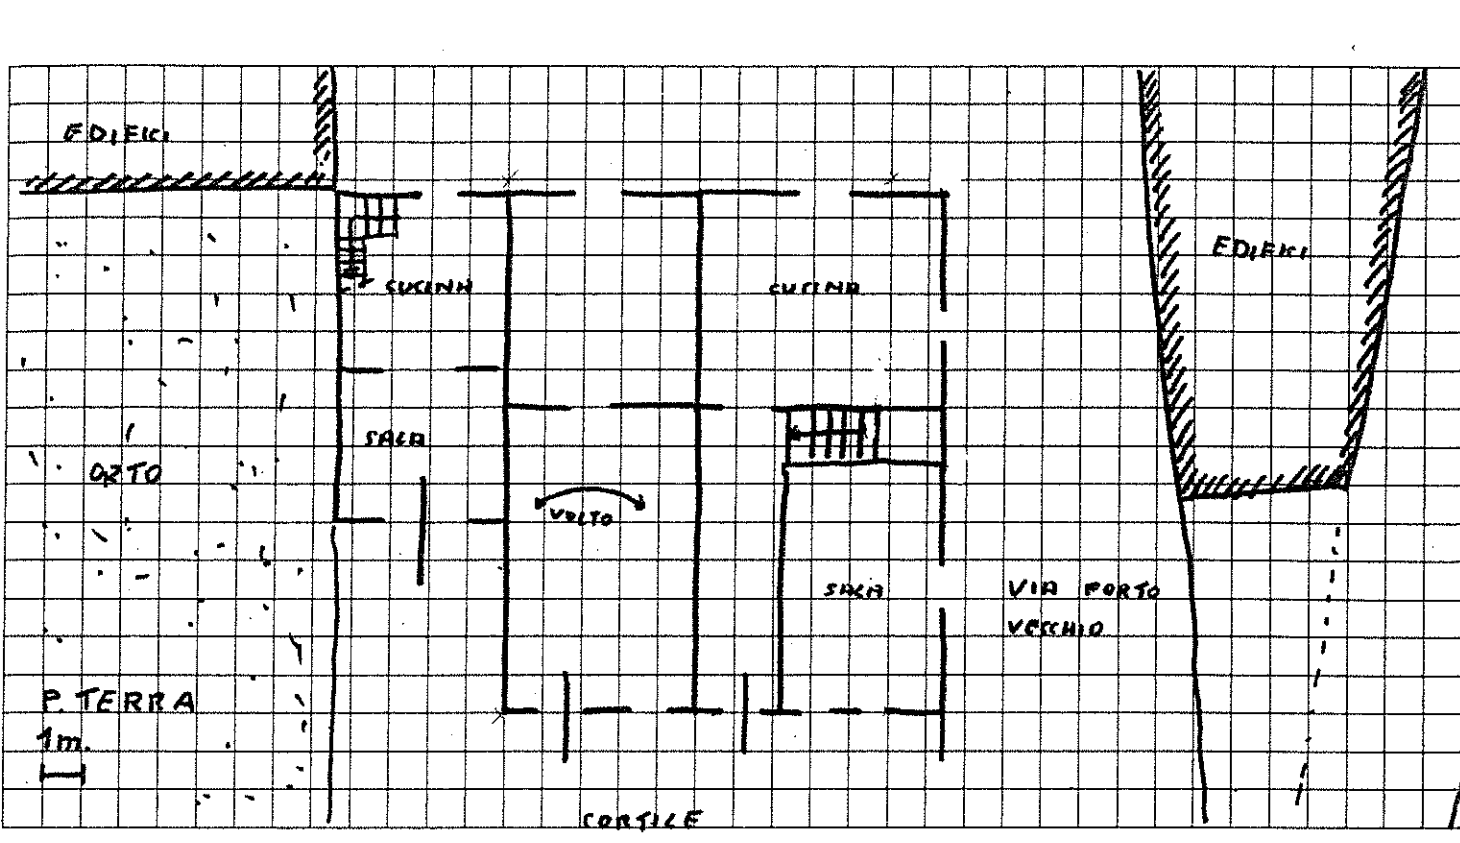 EDIFICI
EDIFICI
CUCINA
CUCINA
SALA
ORTO
VOLTO
SALA
VIA PORTO
VECCHIO
P. TERRA
1m.
CORTILE